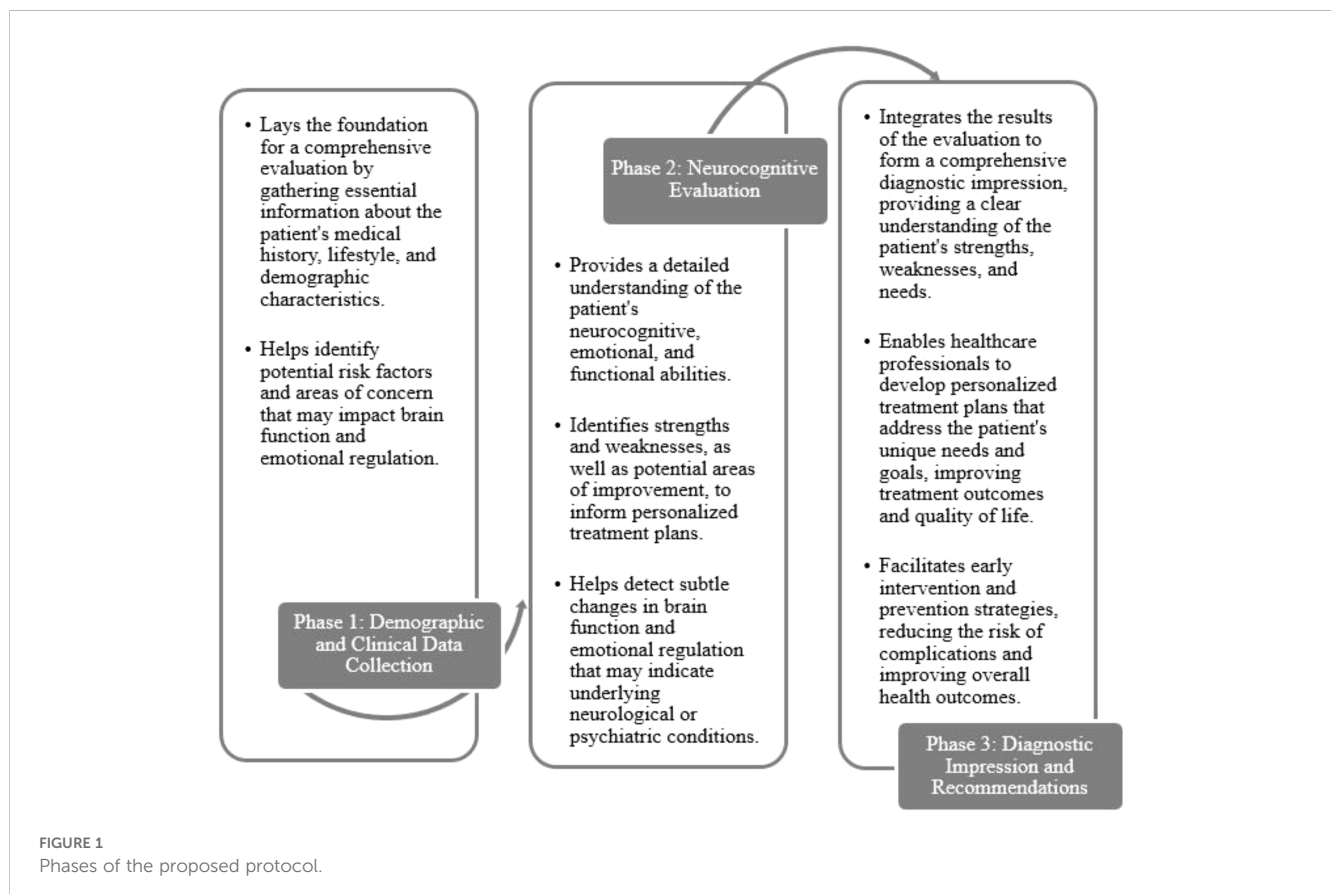 • Lays the foundation
for a comprehensive
evaluation by
gathering essential
information about the
patient's medical
history, lifestyle, and
demographic
characteristics.
• Helps identify
potential risk factors
and areas of concern
that may impact brain
function and
emotional regulation.
Phase 1: Demographic
and Clinical Data
Collection
Phase 2: Neurocognitive
Evaluation
• Provides a detailed
understanding of the
patient's
neurocognitive,
emotional, and
functional abilities.
• Identifies strengths
and weaknesses, as
well as potential areas
of improvement, to
inform personalized
treatment plans.
• Helps detect subtle
changes in brain
function and
emotional regulation
that may indicate
underlying
neurological or
psychiatric conditions.
• Integrates the results
of the evaluation to
form a comprehensive
diagnostic impression,
providing a clear
understanding of the
patient's strengths,
weaknesses, and
needs.
• Enables healthcare
professionals to
develop personalized
treatment plans that
address the patient's
unique needs and
goals, improving
treatment outcomes
and quality of life.
• Facilitates early
intervention and
prevention strategies,
reducing the risk of
complications and
improving overall
health outcomes.
Phase 3: Diagnostic
Impression and
Recommendations
FIGURE 1
Phases of the proposed protocol.